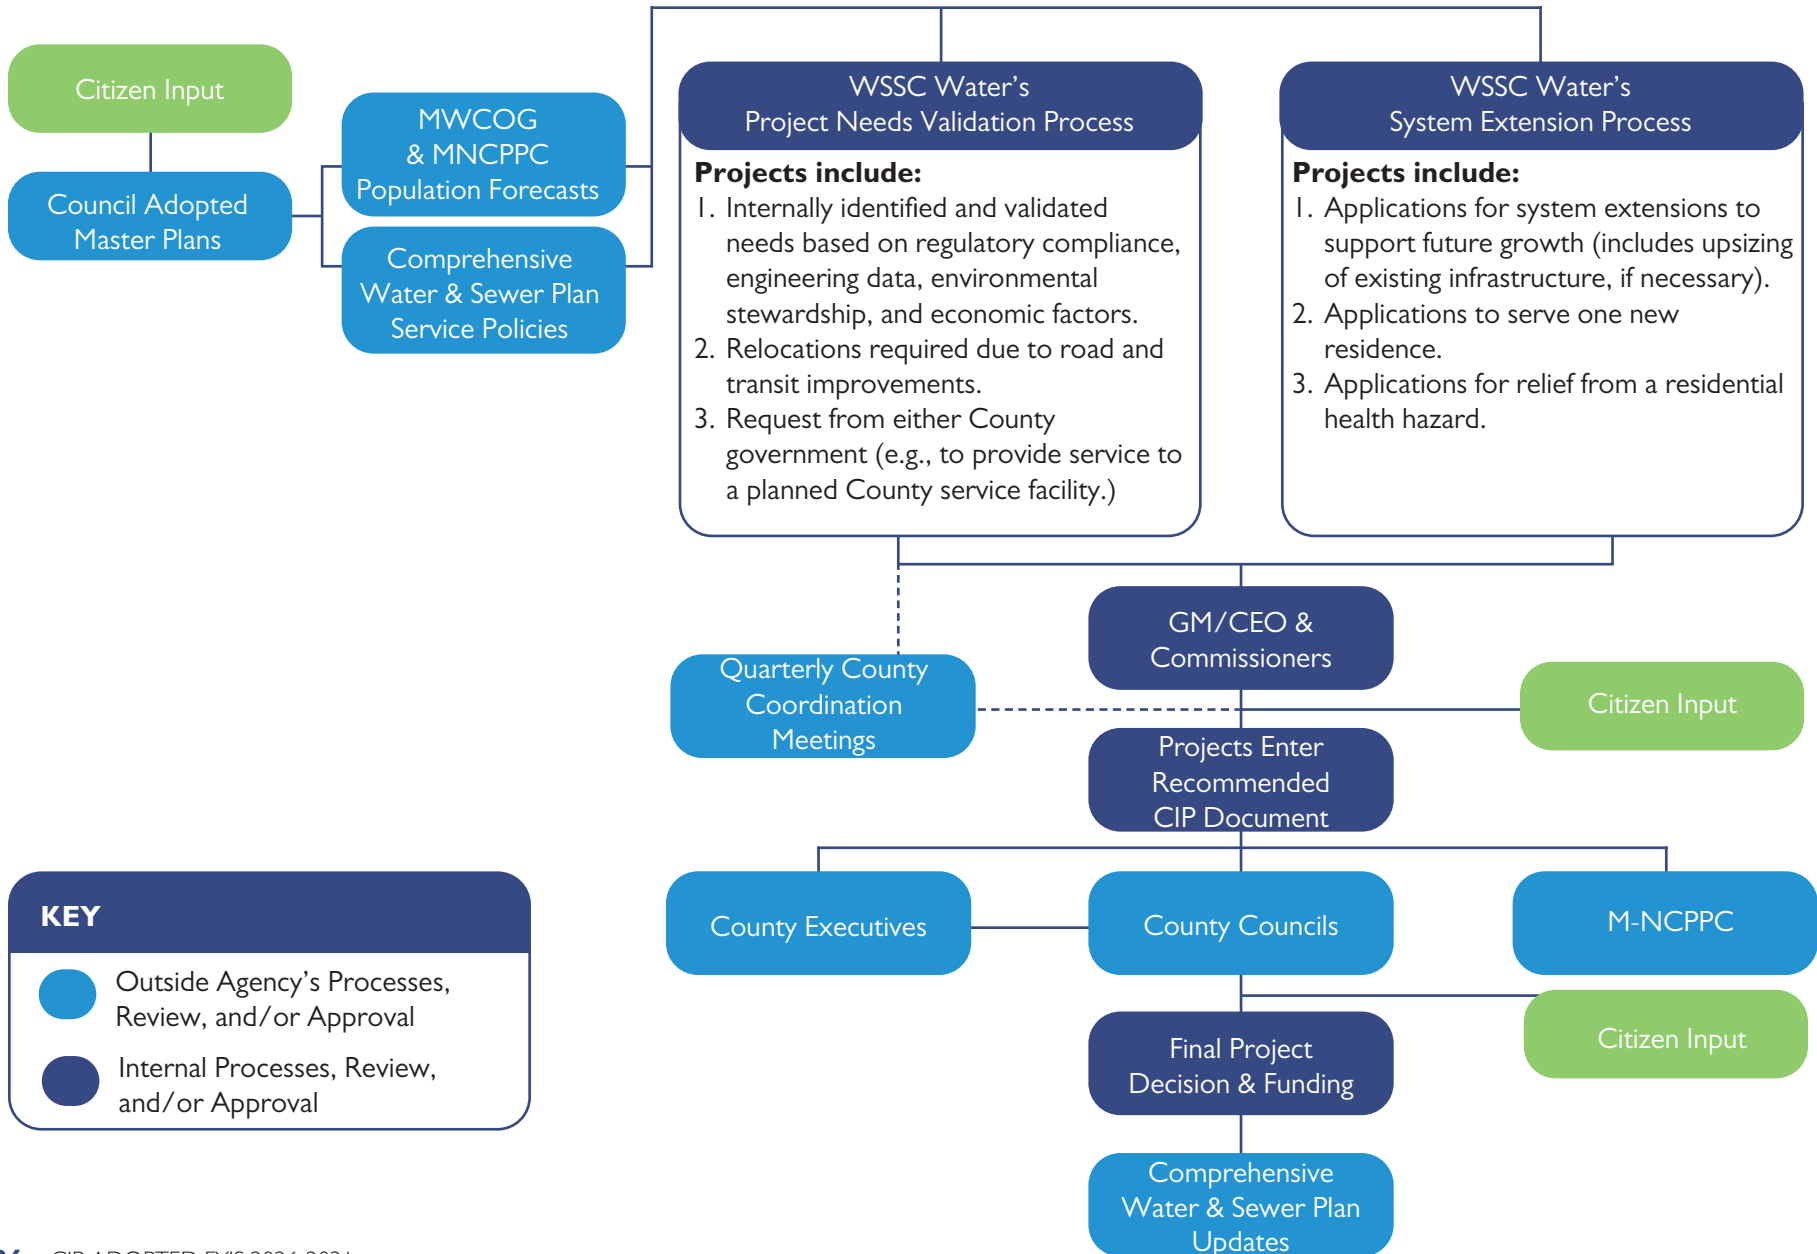 Citizen Input
Council Adopted
Master Plans
MWCOG
& MNCPPC
Population Forecasts
Comprehensive
Water & Sewer Plan
Service Policies
WSSC Water’s
Project Needs Validation Process
Projects include:
1. Internally identified and validated
needs based on regulatory compliance,
engineering data, environmental
stewardship, and economic factors.
2. Relocations required due to road and
transit improvements.
3. Request from either County
government (e.g., to provide service to
a planned County service facility.)
WSSC Water’s
System Extension Process
Projects include:
1. Applications for system extensions to
support future growth (includes upsizing
of existing infrastructure, if necessary).
2. Applications to serve one new
residence.
3. Applications for relief from a residential
health hazard.
GM/CEO &
Commissioners
Quarterly County
Coordination
Meetings
Citizen Input
Projects Enter
Recommended
CIP Document
County Executives
County Councils
M-NCPPC
Citizen Input
Final Project
Decision & Funding
Comprehensive
Water & Sewer Plan
Updates
KEY
Outside Agency’s Processes,
Review, and/or Approval
Internal Processes, Review,
and/or Approval